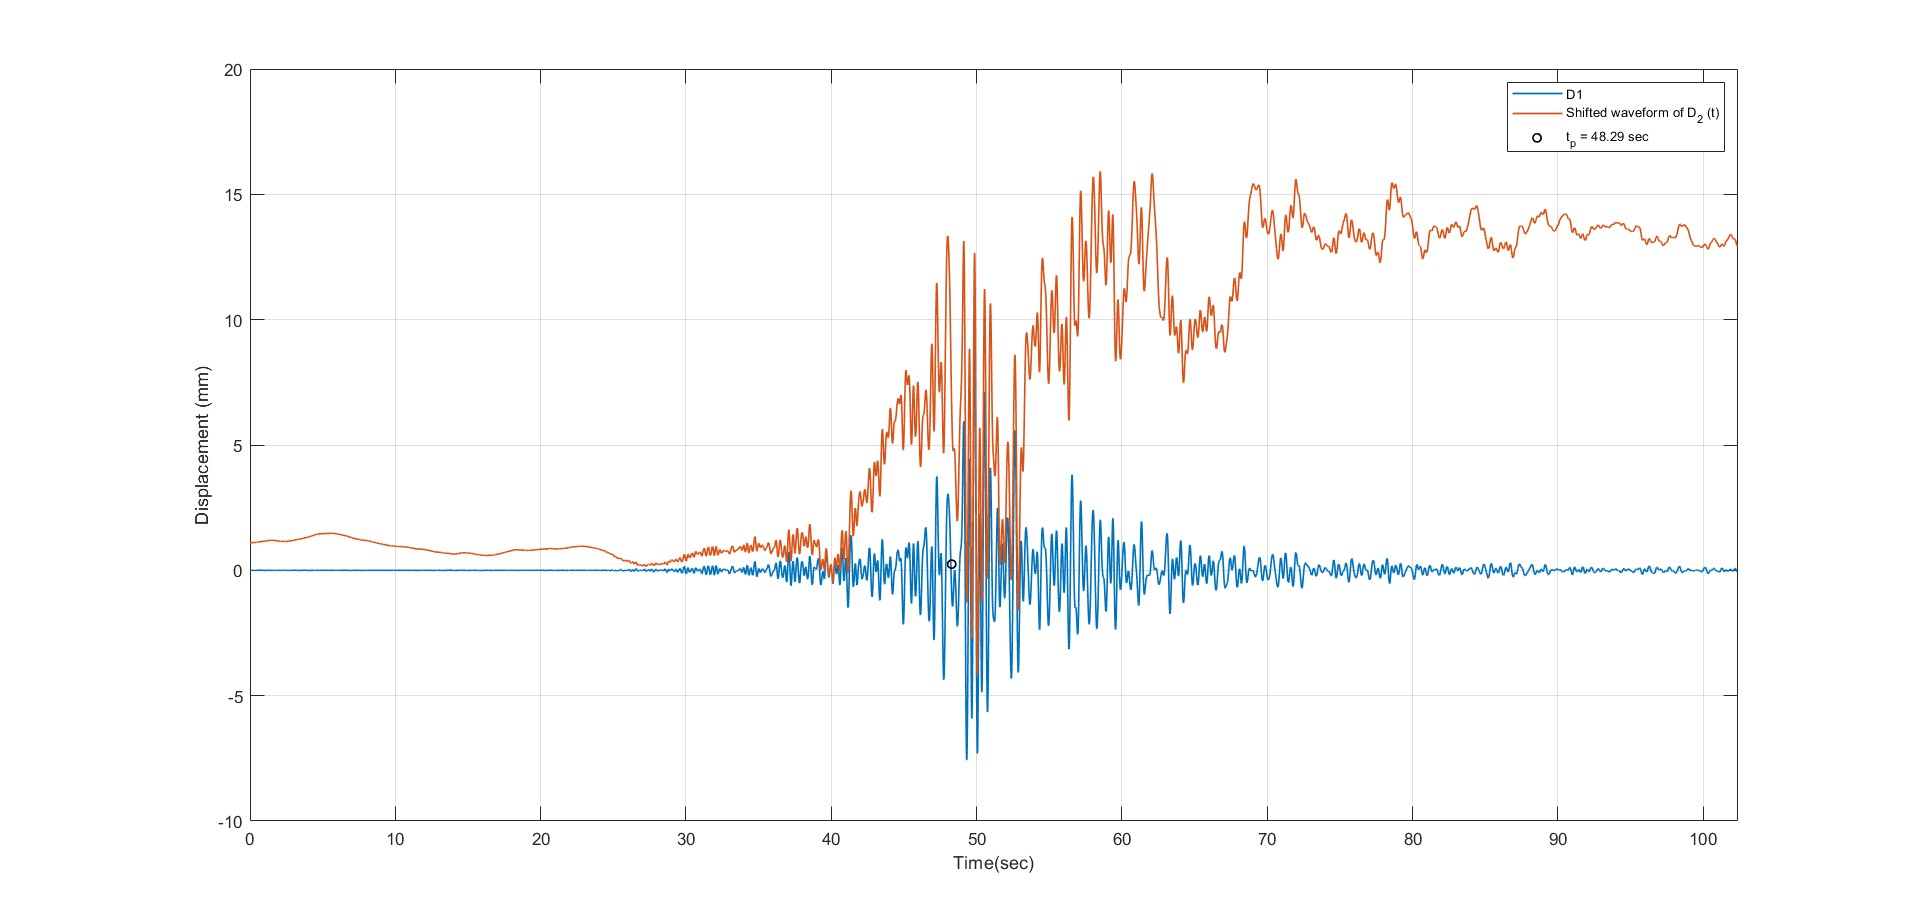 20
15
10
5
0
-5
-10
0 10 20 30 40 50 60 70 80 90 100
Time(sec)
Displacement (mm)
D1
Shifted waveform of D2 (t)
tp = 48.29 sec